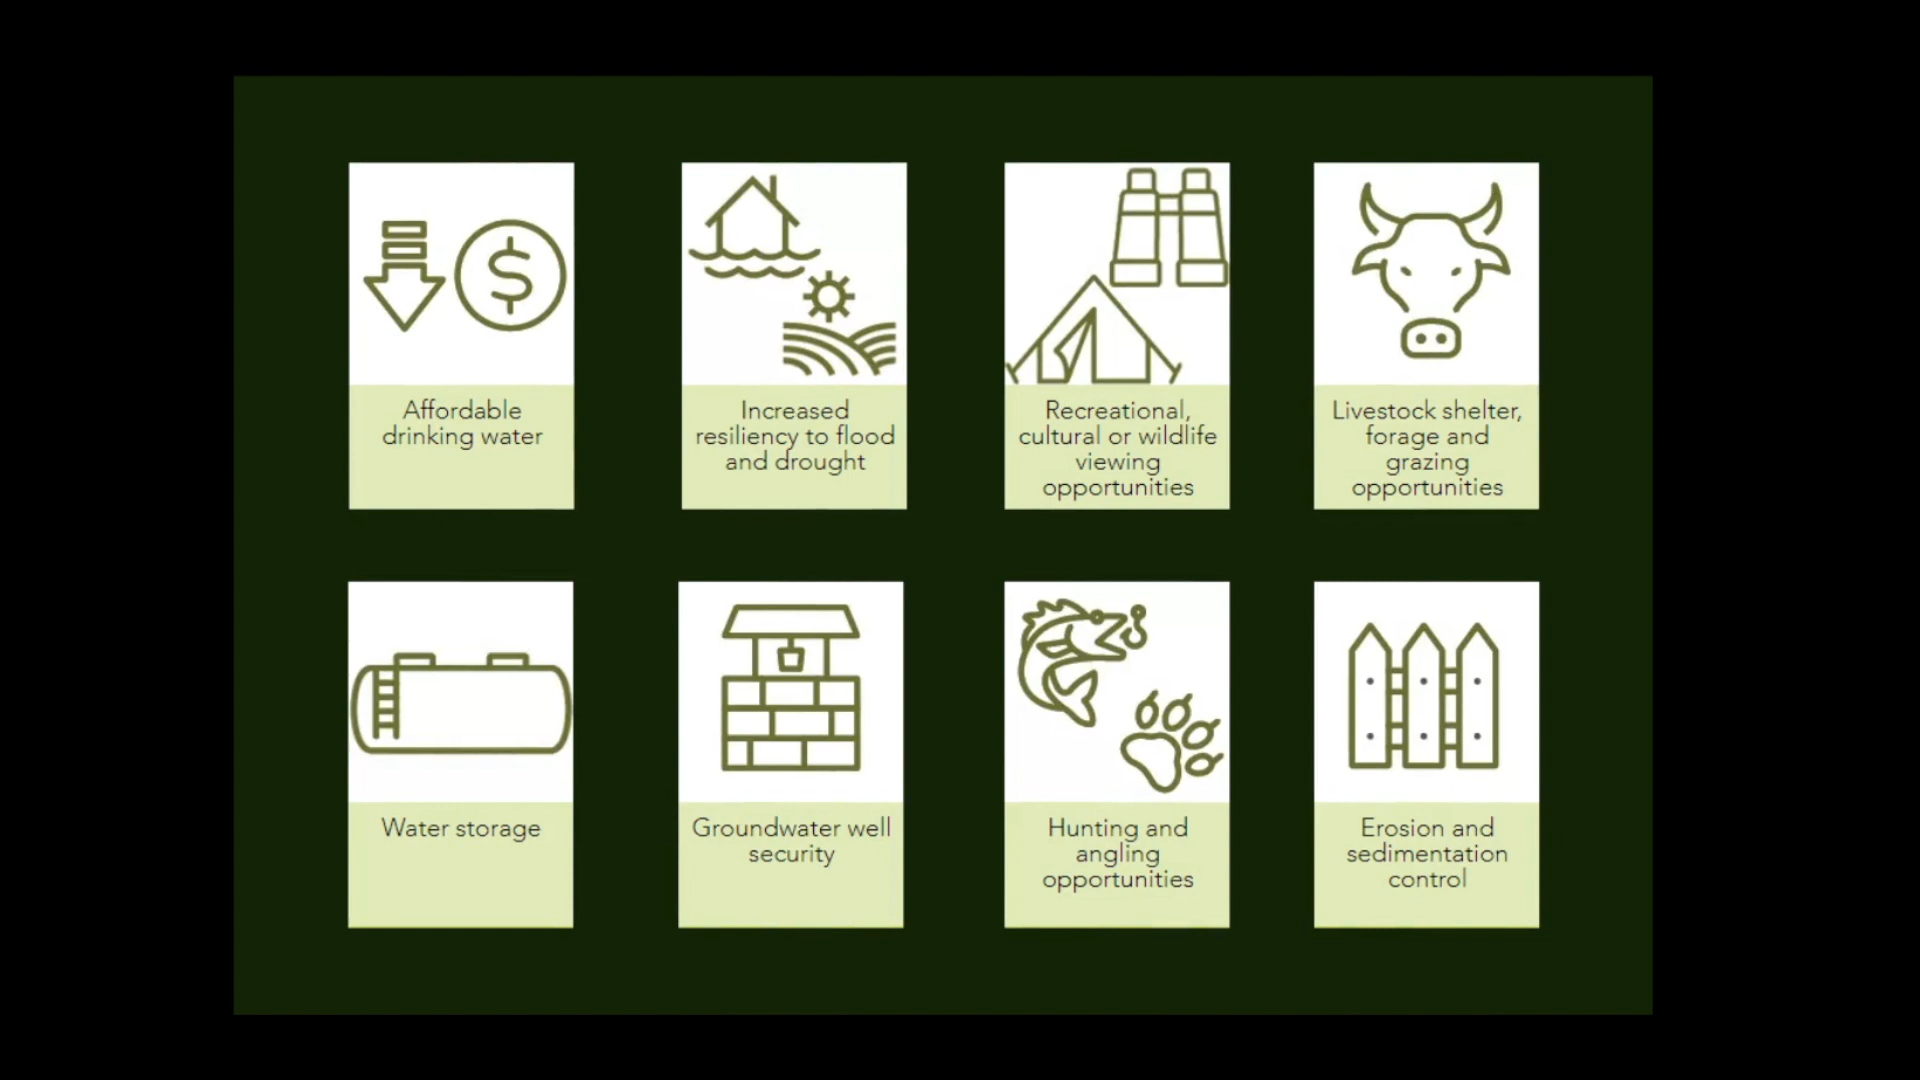 Affordable
drinking water
Increased
resiliency to flood
and drought
Recreational,
cultural or wildlife
viewing
opportunities
Livestock shelter,
forage and
grazing
opportunities
Water storage
Groundwater well
security
Hunting and
angling
opportunities
Erosion and
sedimentation
control